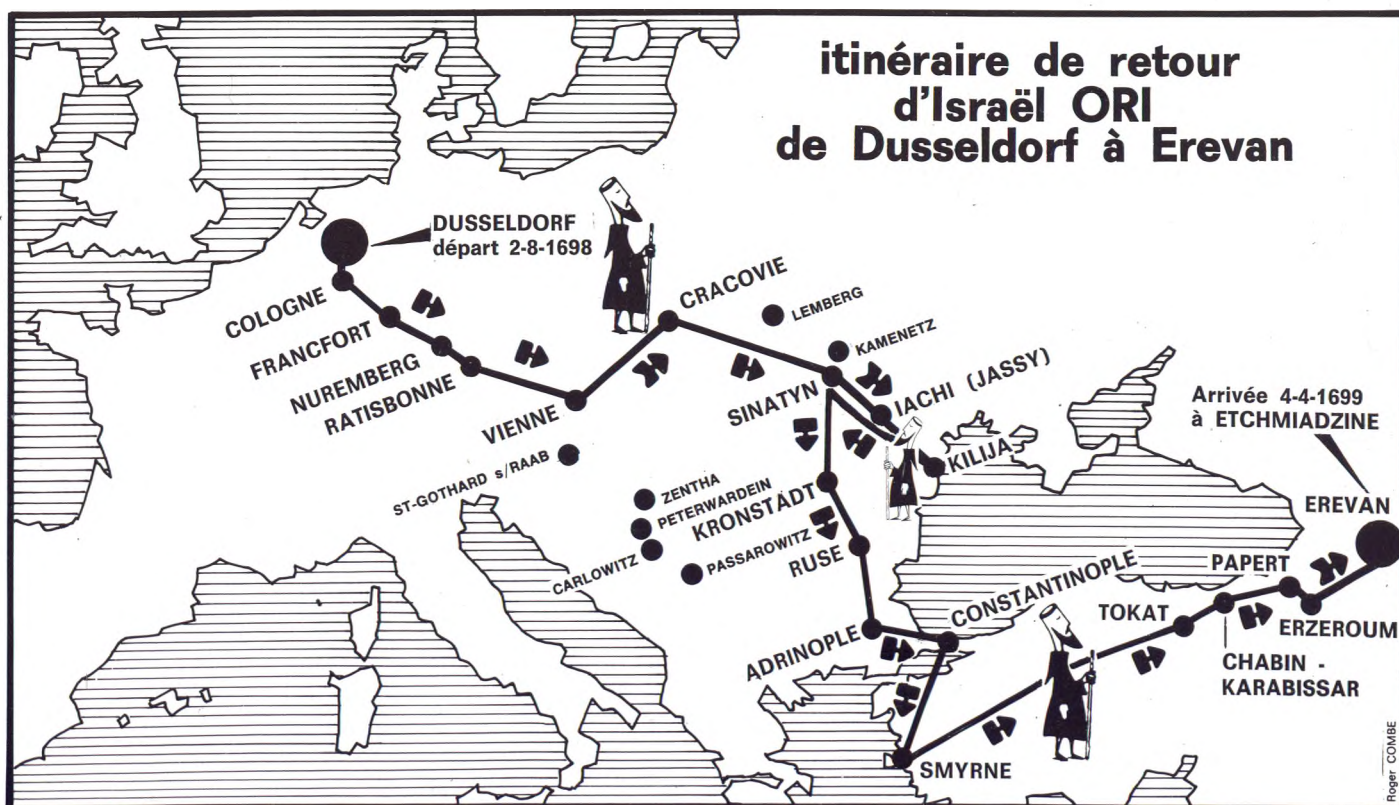 itinéraire de retour
d'Israël ORI
de Dusseldorf à Erevan
DUSSELDORF
départ 2-8-1698
COLOGNE
FRANCFORT
NUREMBERG
RATISBONNE
VIENNE
CRACOVIE
LEMBERG
KAMENETZ
SINATYN
IACHI (JASSY)
KILIJA
ST-GOTHARD s/RAAB
ZENTHA
PETERWARDEIN
CARLOWITZ
PASSAROWITZ
KRONSTADT
RUSE
ADRINOPLE
CONSTANTINOPLE
SMYRNE
TOKAT
CHABIN -
KARABISSAR
PAPERT
ERZEROUM
EREVAN
Arrivée 4-4-1699
à ETCHMIADZINE
Roger COMBE